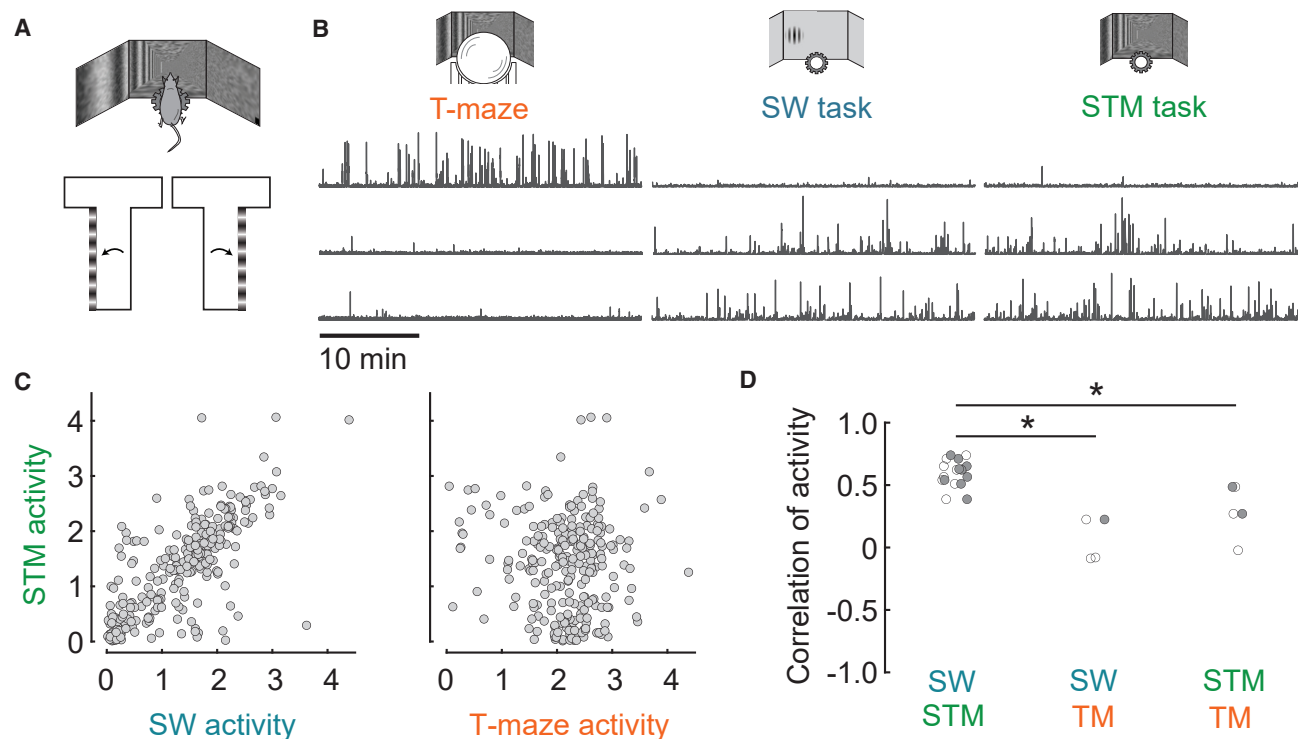 A
B
T-maze
SW task
STM task
10 min
C
STM activity
4
3
2
1
0
0 1 2 3 4
SW activity
0 1 2 3 4
T-maze activity
D
Correlation of activity
1.0
0.5
0
-0.5
-1.0
*
*
SW
STM
SW
TM
STM
TM